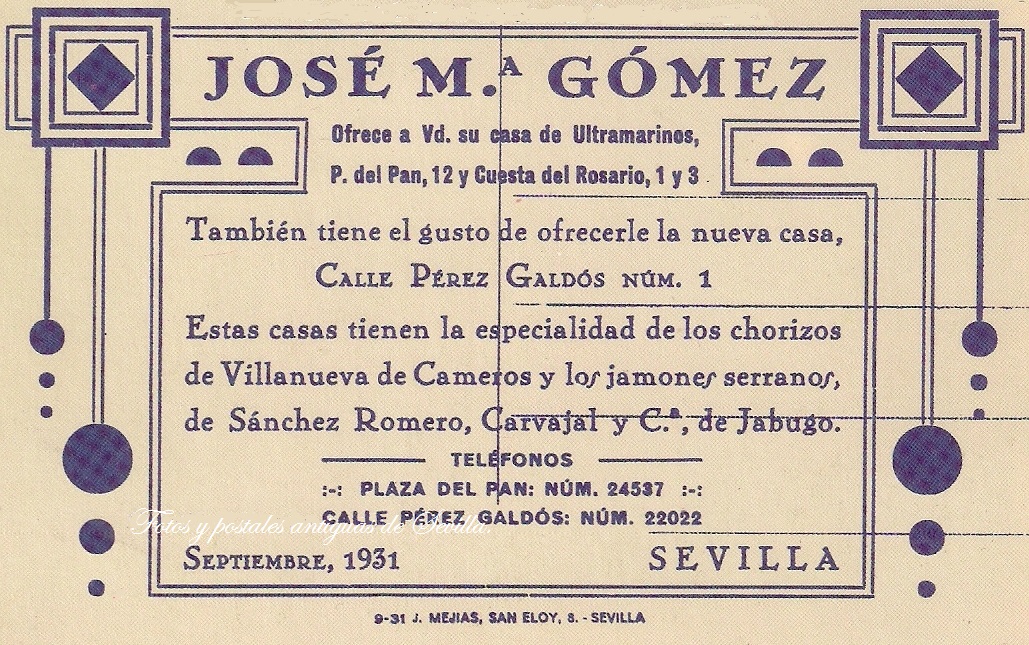 JOSÉ M.ª GÓMEZ
Ofrece a Vd. su casa de Ultramarinos,
P. del Pan, 12 y Cuesta del Rosario, 1 y 3
También tiene el gusto de ofrecerle la nueva casa,
CALLE PÉREZ GALDÓS NÚM. 1
Estas casas tienen la especialidad de los chorizos
de Villanueva de Cameros y los jamones serranos,
de Sánchez Romero, Carvajal y C.ª, de Jabugo.
TELÉFONOS
:-: PLAZA DEL PAN: NÚM. 24537 :-:
CALLE PÉREZ GALDÓS: NÚM. 22022
Fotos y postales antiguas de Sevilla.
SEPTIEMBRE, 1931 SEVILLA
9-31 J. MEJIAS, SAN ELOY, 8. - SEVILLA